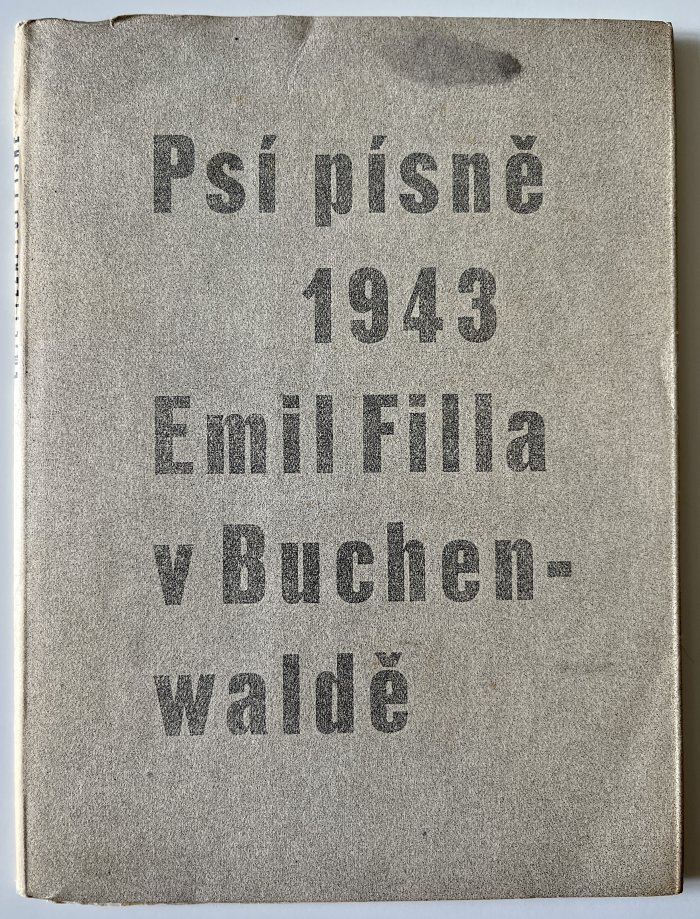 Psí písně
1943
Emil Filla
v Buchen-
waldě